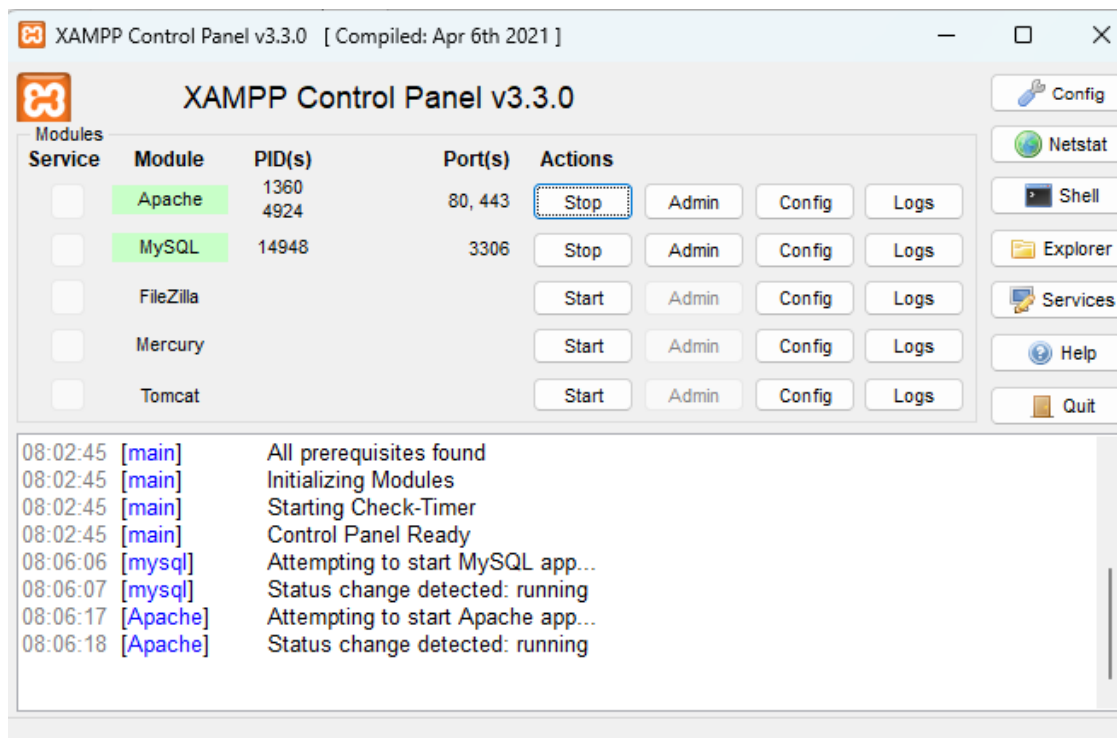 XAMPP Control Panel v3.3.0 [ Compiled: Apr 6th 2021 ]
XAMPP Control Panel v3.3.0
Config
Modules
Service Module PID(s) Port(s) Actions
Netstat
Apache 1360 4924 80, 443 Stop Admin Config Logs
Shell
MySQL 14948 3306 Stop Admin Config Logs
Explorer
FileZilla Start Admin Config Logs
Services
Mercury Start Admin Config Logs
Help
Tomcat Start Admin Config Logs
Quit
08:02:45 [main] All prerequisites found
08:02:45 [main] Initializing Modules
08:02:45 [main] Starting Check-Timer
08:02:45 [main] Control Panel Ready
08:06:06 [mysql] Attempting to start MySQL app...
08:06:07 [mysql] Status change detected: running
08:06:17 [Apache] Attempting to start Apache app...
08:06:18 [Apache] Status change detected: running